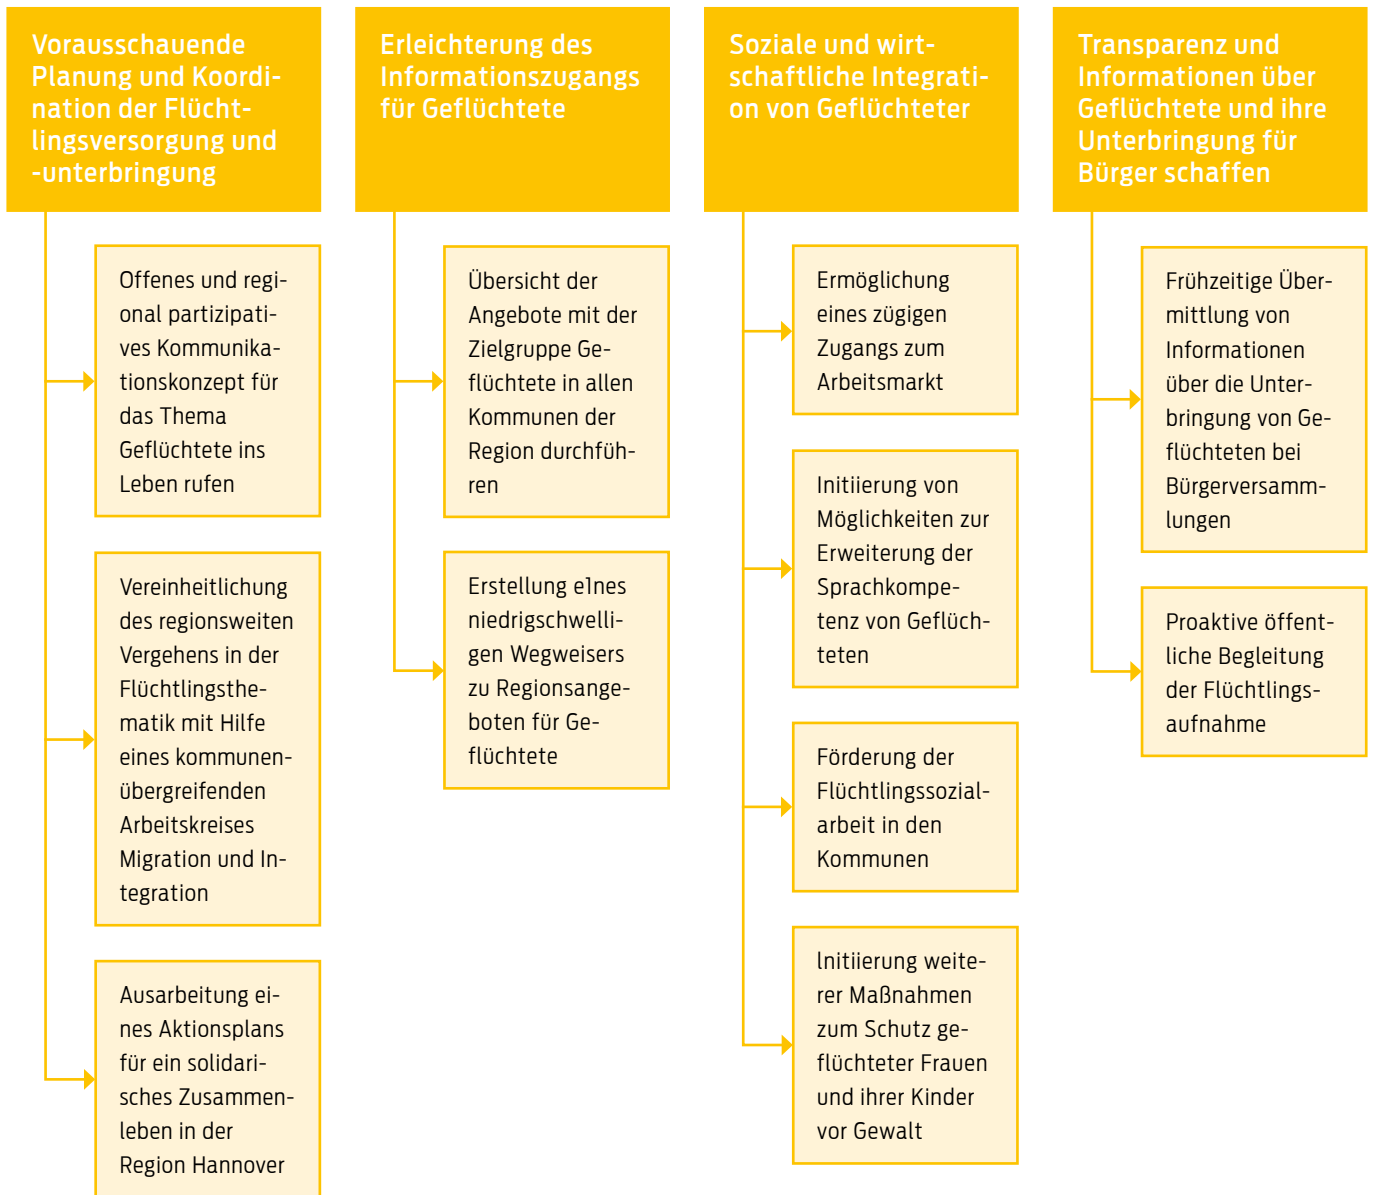 Vorausschauende
Planung und Koordi-
nation der Flücht-
lingsversorgung und
-unterbringung
Offenes und regi-
onal partizipati-
ves Kommunika-
tionskonzept für
das Thema
Geflüchtete ins
Leben rufen
Vereinheitlichung
des regionsweiten
Vergehens in der
Flüchtlingsthe-
matik mit Hilfe
eines kommunen-
übergreifenden
Arbeitskreises
Migration und In-
tegration
Ausarbeitung ei-
nes Aktionsplans
für ein solidari-
sches Zusammen-
leben in der
Region Hannover
Erleichterung des
Informationszugangs
für Geflüchtete
Übersicht der
Angebote mit der
Zielgruppe Ge-
flüchtete in allen
Kommunen der
Region durchfüh-
ren
Erstellung e1nes
niedrigschwelli-
gen Wegweisers
zu Regionsange-
boten für Ge-
flüchtete
Soziale und wirt-
schaftliche Integrati-
on von Geflüchteter
Ermöglichung
eines zügigen
Zugangs zum
Arbeitsmarkt
Initiierung von
Möglichkeiten zur
Erweiterung der
Sprachkompe-
tenz von Geflüch-
teten
Förderung der
Flüchtlingssozial-
arbeit in den
Kommunen
lnitiierung weite-
rer Maßnahmen
zum Schutz ge-
flüchteter Frauen
und ihrer Kinder
vor Gewalt
Transparenz und
Informationen über
Geflüchtete und ihre
Unterbringung für
Bürger schaffen
Frühzeitige Über-
mittlung von
Informationen
über die Unter-
bringung von Ge-
flüchteten bei
Bürgerversamm-
lungen
Proaktive öffent-
liche Begleitung
der Flüchtlings-
aufnahme